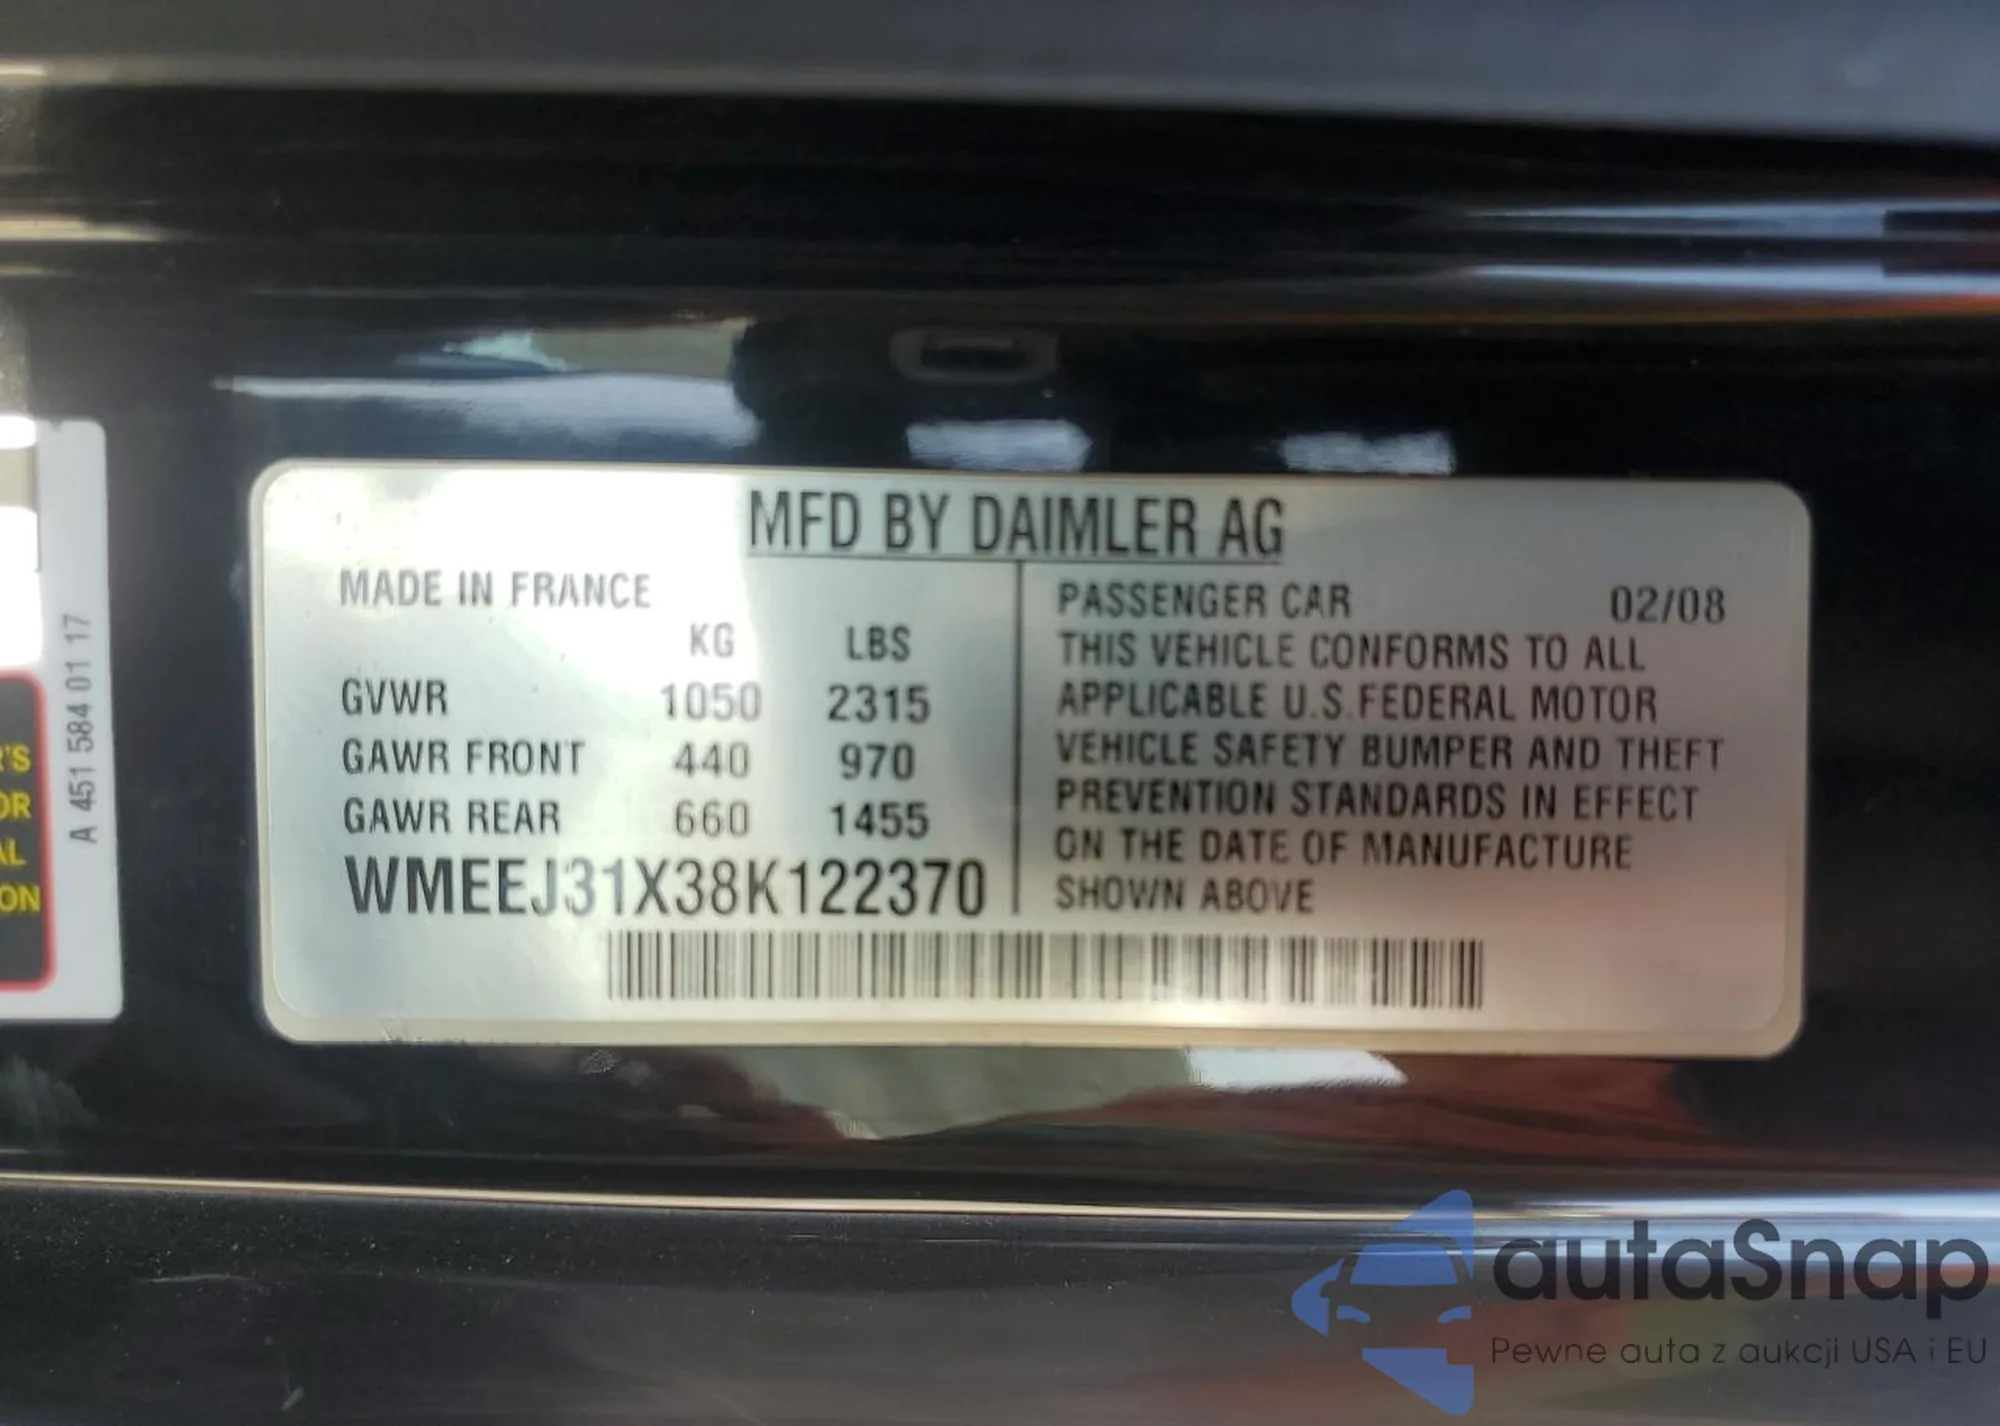 MFD BY DAIMLER AG
MADE IN FRANCE
KG LBS
GVWR 1050 2315
GAWR FRONT 440 970
GAWR REAR 660 1455
WMEEJ31X38K122370
PASSENGER CAR 02/08
THIS VEHICLE CONFORMS TO ALL
APPLICABLE U.S.FEDERAL MOTOR
VEHICLE SAFETY BUMPER AND THEFT
PREVENTION STANDARDS IN EFFECT
ON THE DATE OF MANUFACTURE
SHOWN ABOVE
A 451 584 01 17
R'S
OR
AL
ON
autaSnap
Pewne auta z aukcji USA i EU